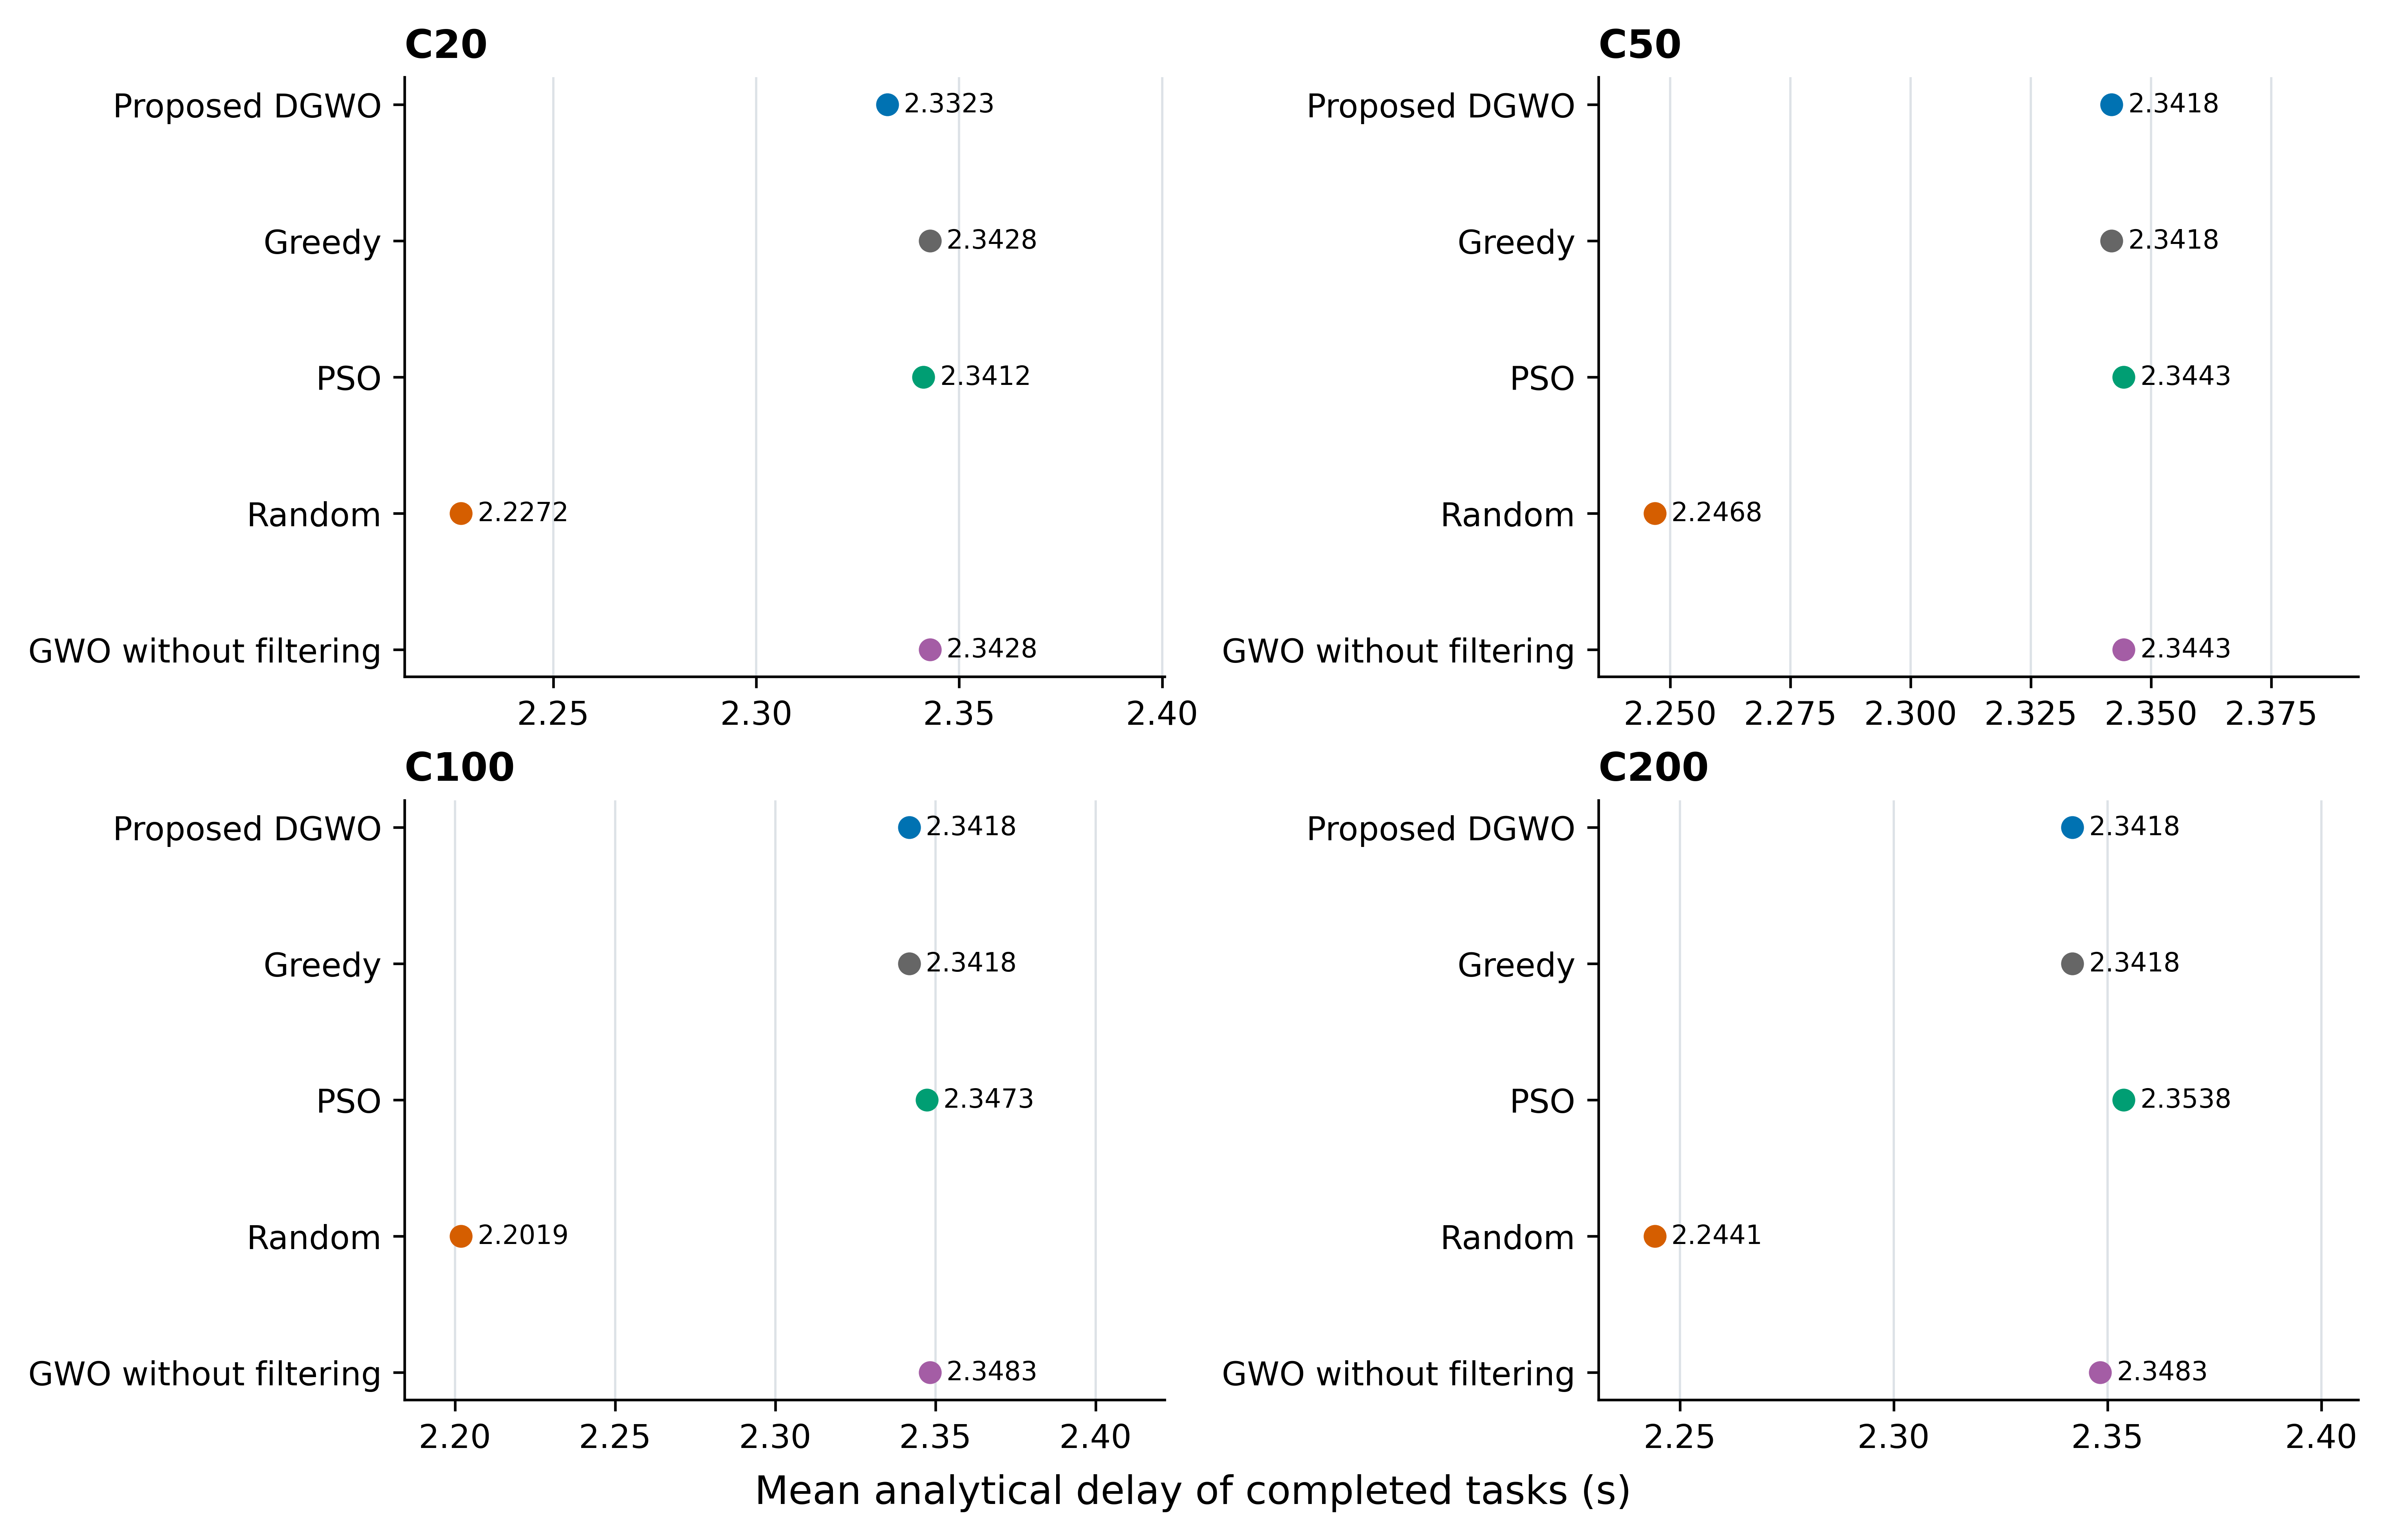 C20
Proposed DGWO 2.3323
Greedy 2.3428
PSO 2.3412
Random 2.2272
GWO without filtering 2.3428
2.25 2.30 2.35 2.40
C50
Proposed DGWO 2.3418
Greedy 2.3418
PSO 2.3443
Random 2.2468
GWO without filtering 2.3443
2.250 2.275 2.300 2.325 2.350 2.375
C100
Proposed DGWO 2.3418
Greedy 2.3418
PSO 2.3473
Random 2.2019
GWO without filtering 2.3483
2.20 2.25 2.30 2.35 2.40
C200
Proposed DGWO 2.3418
Greedy 2.3418
PSO 2.3538
Random 2.2441
GWO without filtering 2.3483
2.25 2.30 2.35 2.40
Mean analytical delay of completed tasks (s)